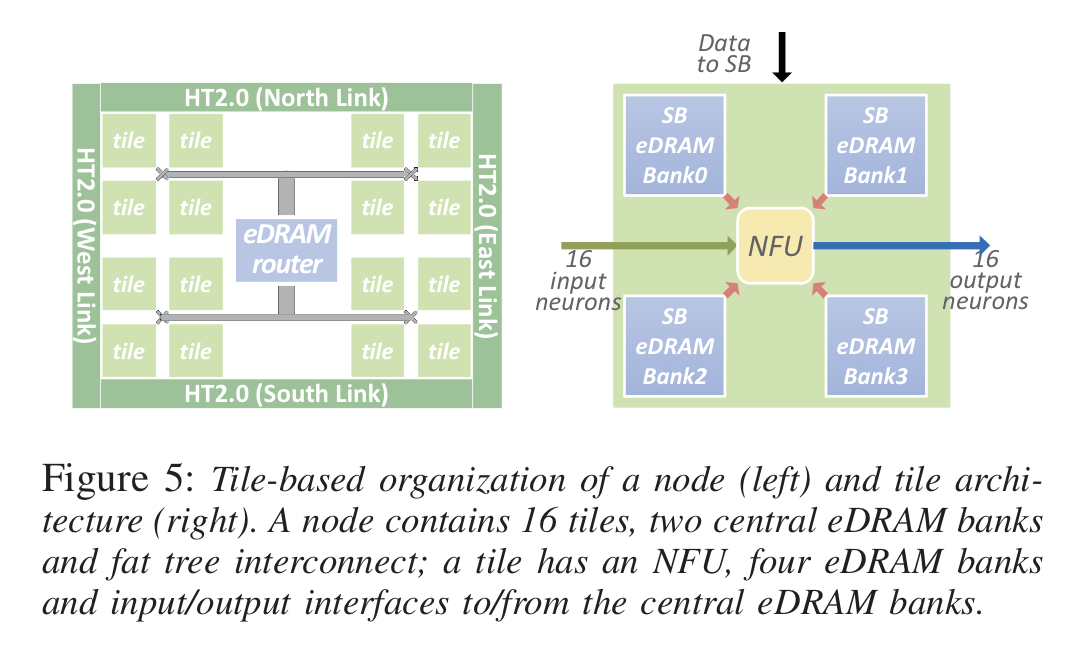 HT2.0 (North Link)
tile tile tile tile
HT2.0 (West Link)
HT2.0 (East Link)
tile tile tile tile
eDRAM
router
tile tile tile tile
tile tile tile tile
HT2.0 (South Link)
Data
to SB
SB
eDRAM
Bank0
SB
eDRAM
Bank1
NFU
16
input
neurons
16
output
neurons
SB
eDRAM
Bank2
SB
eDRAM
Bank3
Figure 5: Tile-based organization of a node (left) and tile archi-
tecture (right). A node contains 16 tiles, two central eDRAM banks
and fat tree interconnect; a tile has an NFU, four eDRAM banks
and input/output interfaces to/from the central eDRAM banks.